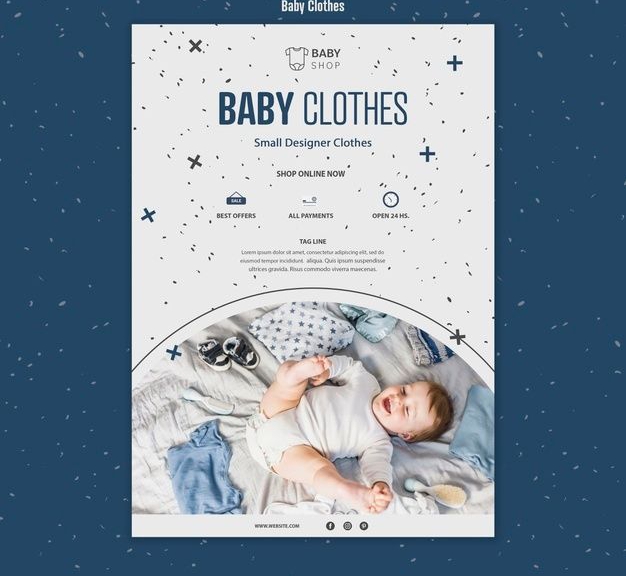 Baby Clothes
BABY
SHOP
BABY CLOTHES
Small Designer Clothes
SHOP ONLINE NOW
SALE
BEST OFFERS ALL PAYMENTS OPEN 24 HS.
TAG LINE
Lorem ipsum dolor sit amet, consectetur adipiscing elit, sed do
eiusmod tempor incididunt aliqua. Quis ipsum suspendisse
ultrices gravida. Risus commodo viverra maecenas.
WWW.WERSITE.COM